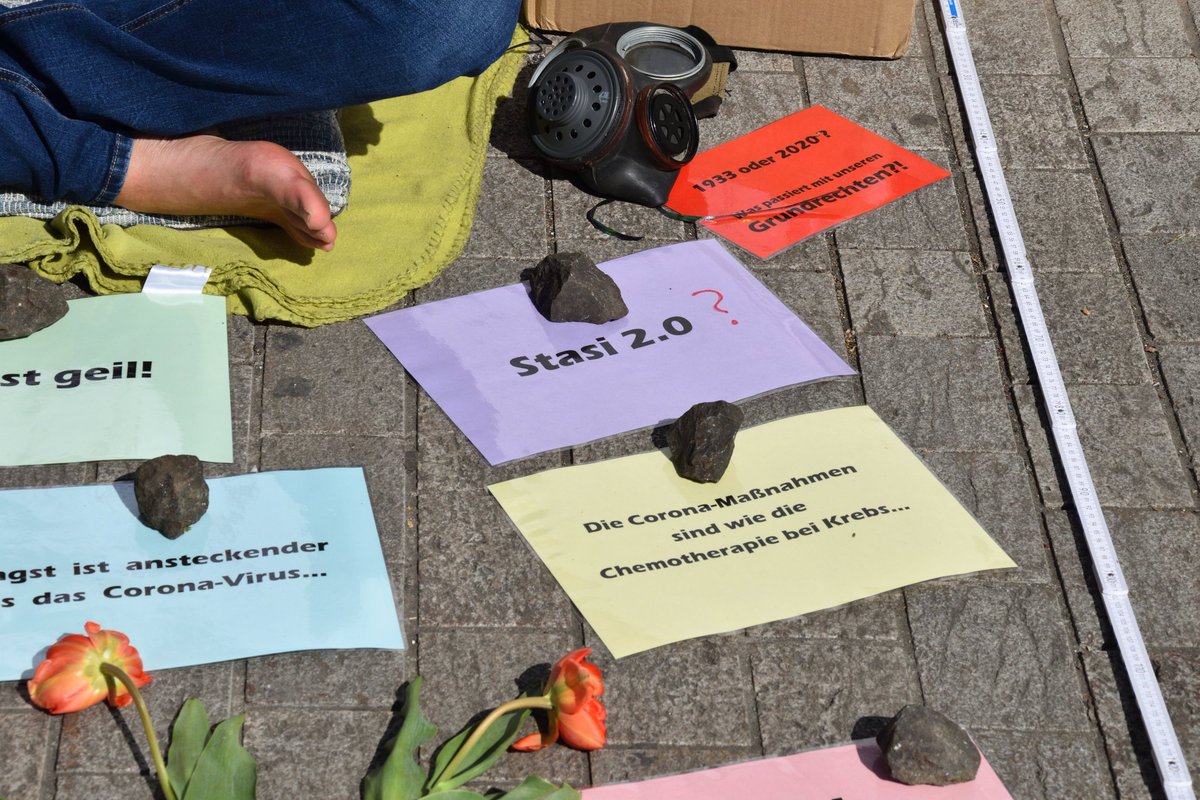 1933 oder 2020?
Was passiert mit unseren
Grundrechten?!
Stasi 2.0 ?
st geil!
Die Corona-Maßnahmen
sind wie die
Chemotherapie bei Krebs...
ngst ist ansteckender
s das Corona-Virus...